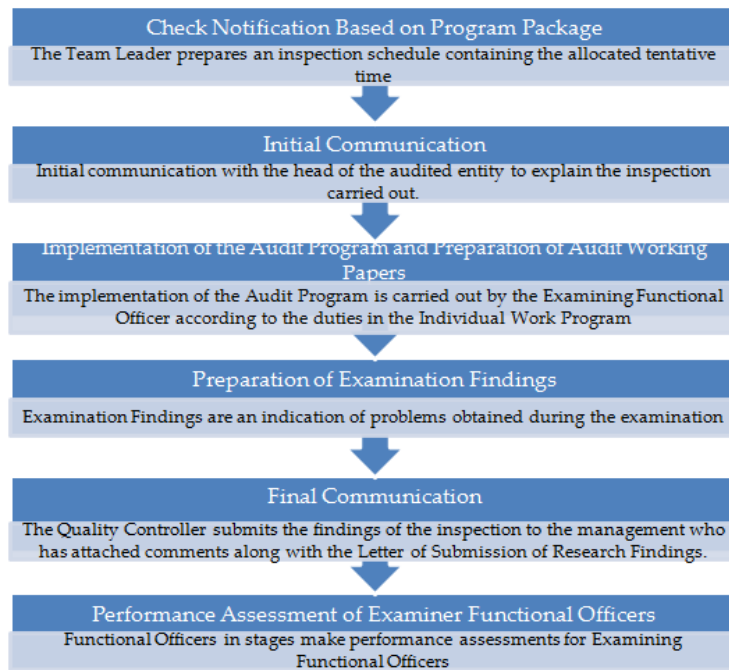 Check Notification Based on Program Package
The Team Leader prepares an inspection schedule containing the allocated tentative
time
Initial Communication
Initial communication with the head of the audited entity to explain the inspection
carried out.
Implementation of the Audit Program and Preparation of Audit Working
Papers
The implementation of the Audit Program is carried out by the Examining Functional
Officer according to the duties in the Individual Work Program
Preparation of Examination Findings
Examination Findings are an indication of problems obtained during the examination
Final Communication
The Quality Controller submits the findings of the inspection to the management who
has attached comments along with the Letter of Submission of Research Findings.
Performance Assessment of Examiner Functional Officers
Functional Officers in stages make performance assessments for Examining
Functional Officers